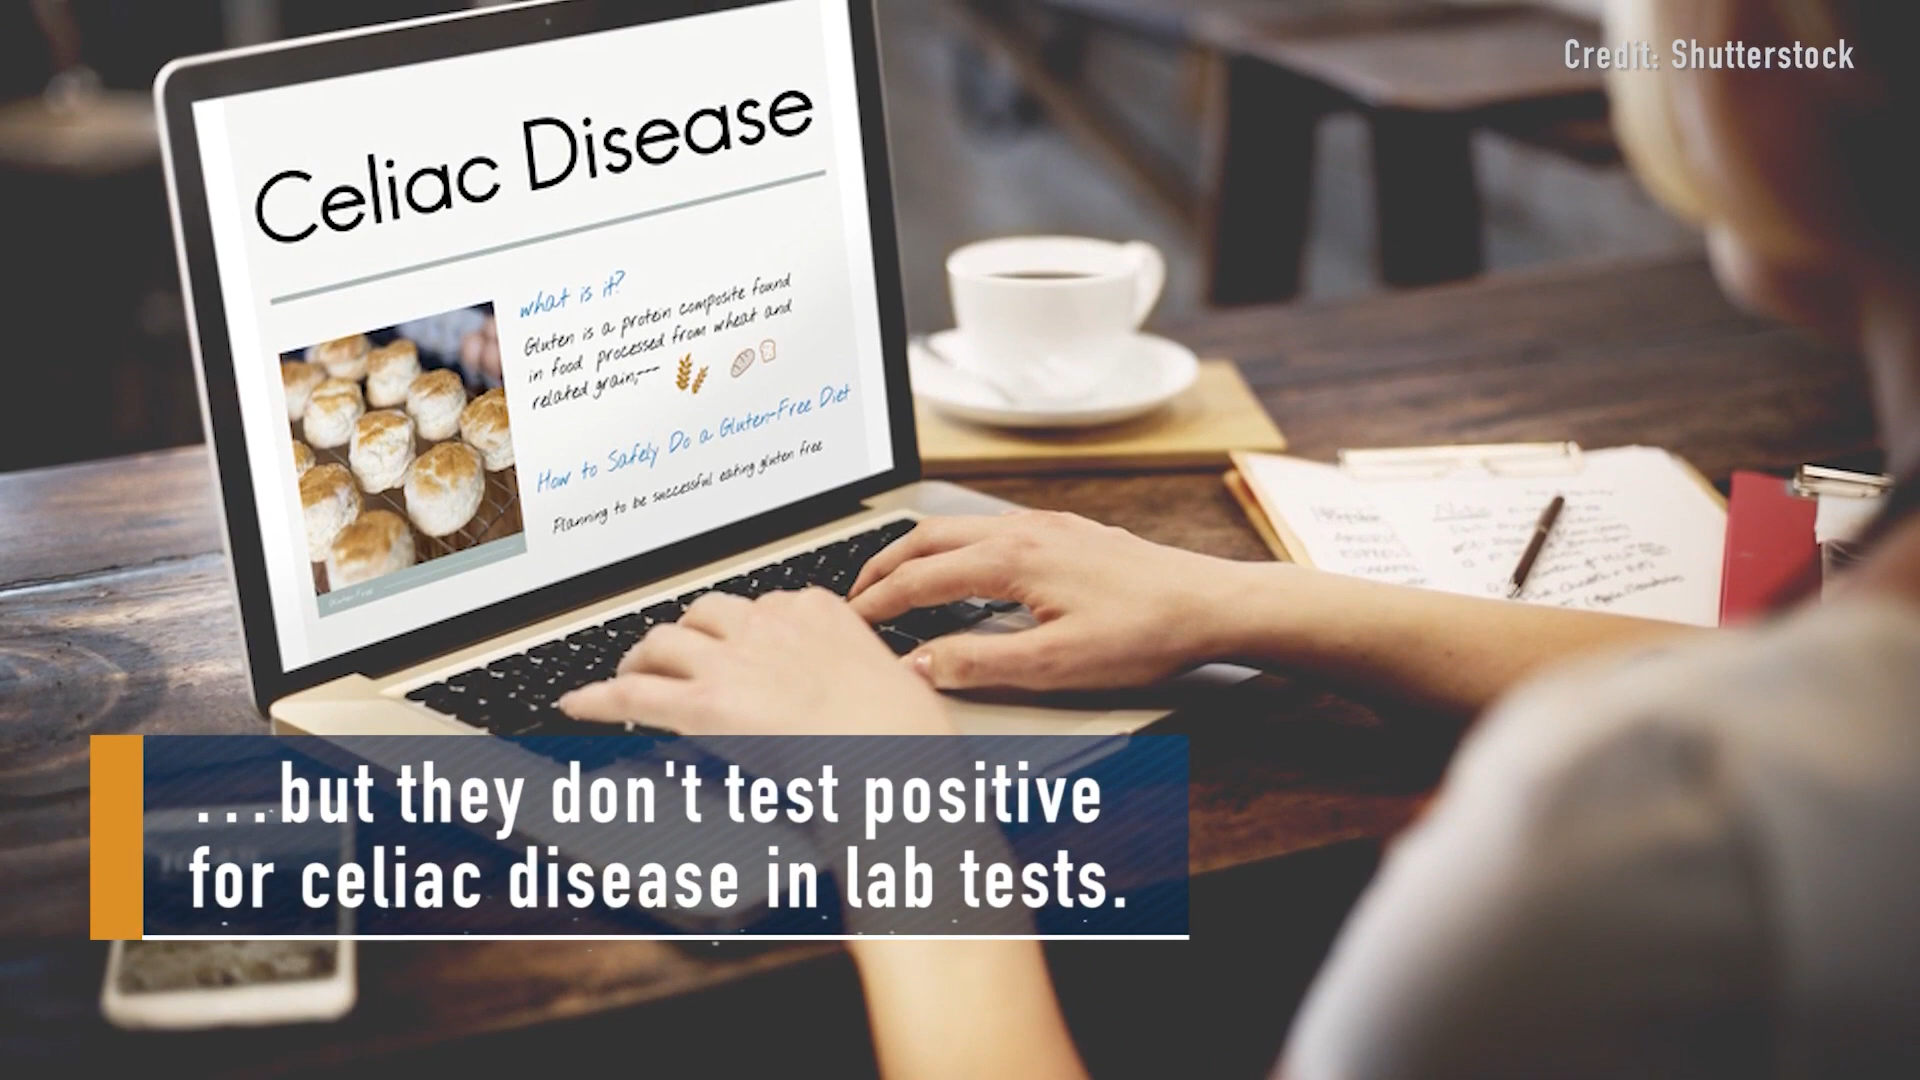 Credit: Shutterstock
Celiac Disease
what is it?
Gluten is a protein composite found
in food processed from wheat and
related grain,---
How to Safely Do a Gluten-Free Diet
Planning to be successful eating gluten free
...but they don't test positive
for celiac disease in lab tests.